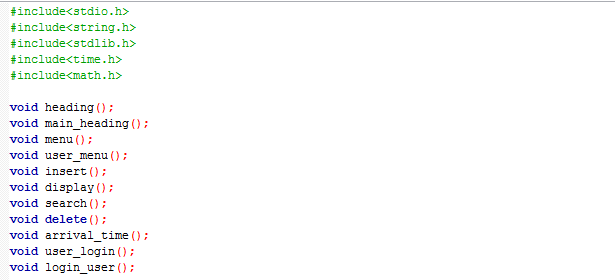 #include<stdio.h>
#include<string.h>
#include<stdlib.h>
#include<time.h>
#include<math.h>
void heading();
void main_heading();
void menu();
void user_menu();
void insert();
void display();
void search();
void delete();
void arrival_time();
void user_login();
void login_user();